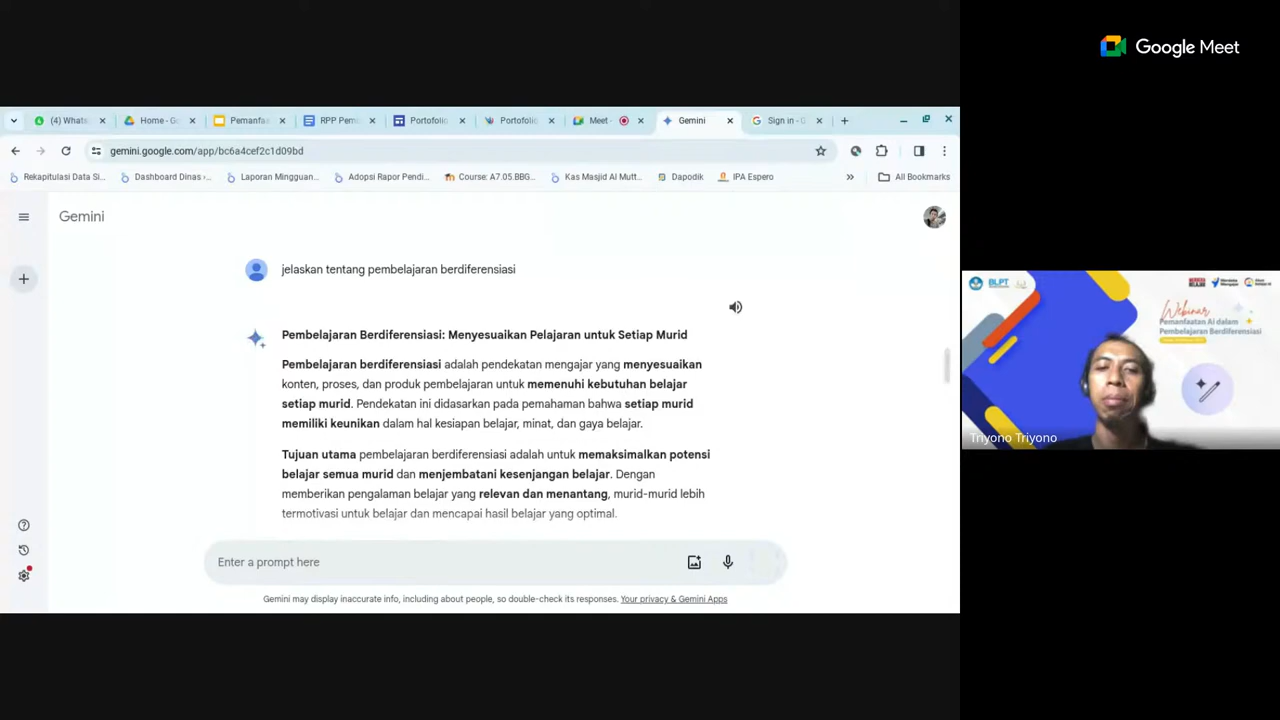 Google Meet
(4) Whats
Home - Go
Pemanfaa
RPP Pem
Portofolio
Portofolio
Meet -
Gemini
Sign in - G
gemini.google.com/app/bc6a4cef2c1d09bd
Rekapitulasi Data Si...
Dashboard Dinas ›...
Laporan Mingguan...
Adopsi Rapor Pendi...
Course: A7.05.BBG...
Kas Masjid Al Mutt...
Dapodik
IPA Espero
»
All Bookmarks
Gemini
jelaskan tentang pembelajaran berdiferensiasi
Pembelajaran Berdiferensiasi: Menyesuaikan Pelajaran untuk Setiap Murid
Pembelajaran berdiferensiasi adalah pendekatan mengajar yang menyesuaikan
konten, proses, dan produk pembelajaran untuk memenuhi kebutuhan belajar
setiap murid. Pendekatan ini didasarkan pada pemahaman bahwa setiap murid
memiliki keunikan dalam hal kesiapan belajar, minat, dan gaya belajar.
Tujuan utama pembelajaran berdiferensiasi adalah untuk memaksimalkan potensi
belajar semua murid dan menjembatani kesenjangan belajar. Dengan
memberikan pengalaman belajar yang relevan dan menantang, murid-murid lebih
termotivasi untuk belajar dan mencapai hasil belajar yang optimal.
Enter a prompt here
Gemini may display inaccurate info, including about people, so double-check its responses. Your privacy & Gemini Apps
BLPT
Webinar
Pemanfaatan AI dalam
Pembelajaran Berdiferensiasi
Triyono Triyono